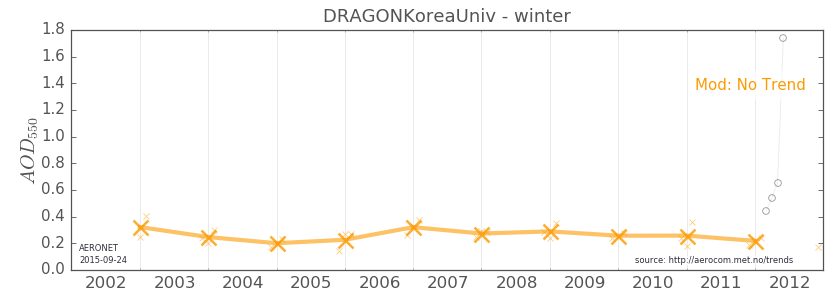 DRAGONKoreaUniv - winter
1.8
1.6
1.4
1.2
1.0
0.8
0.6
0.4
0.2
0.0
AOD550
Mod: No Trend
AERONET
2015-09-24
source: http://aerocom.met.no/trends
2002 2003 2004 2005 2006 2007 2008 2009 2010 2011 2012